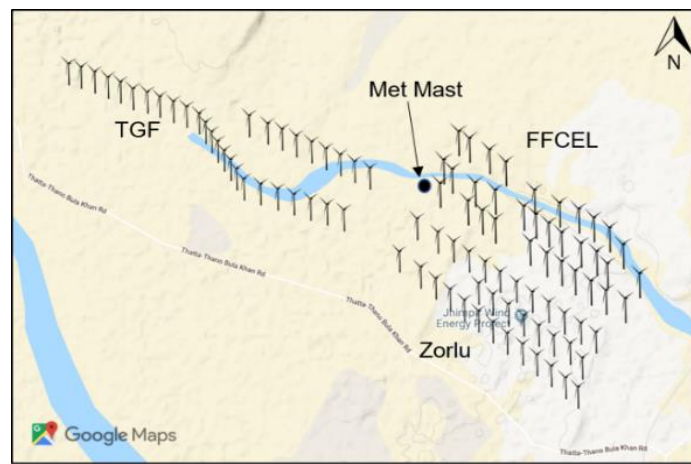 N
Met Mast
TGF
FFCEL
Thatta-Thano Bula Khan Rd
Thatta-Thano Bula Khan Rd
Thatta Thano Bula Khan Rd
Jhimpir Wind
Energy Project
Zorlu
Google Maps
Thatta-Thano Bula Khan Rd